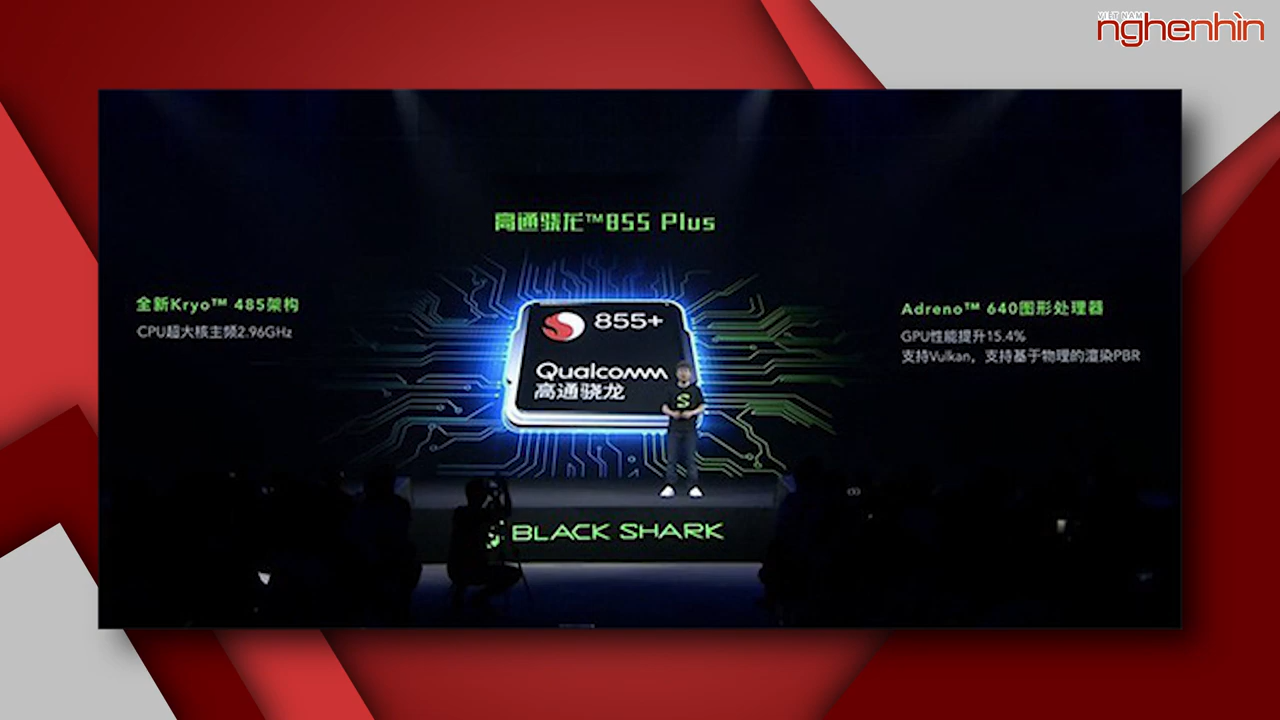 VIET NAM
nghenhìn
高通骁龙™855 Plus
全新Kryo™ 485架构
CPU超大核主频2.96GHz
Adreno™ 640图形处理器
GPU性能提升15.4%
支持Vulkan，支持基于物理的渲染PBR
855+
Qualcomm
高通骁龙
S
BLACK SHARK